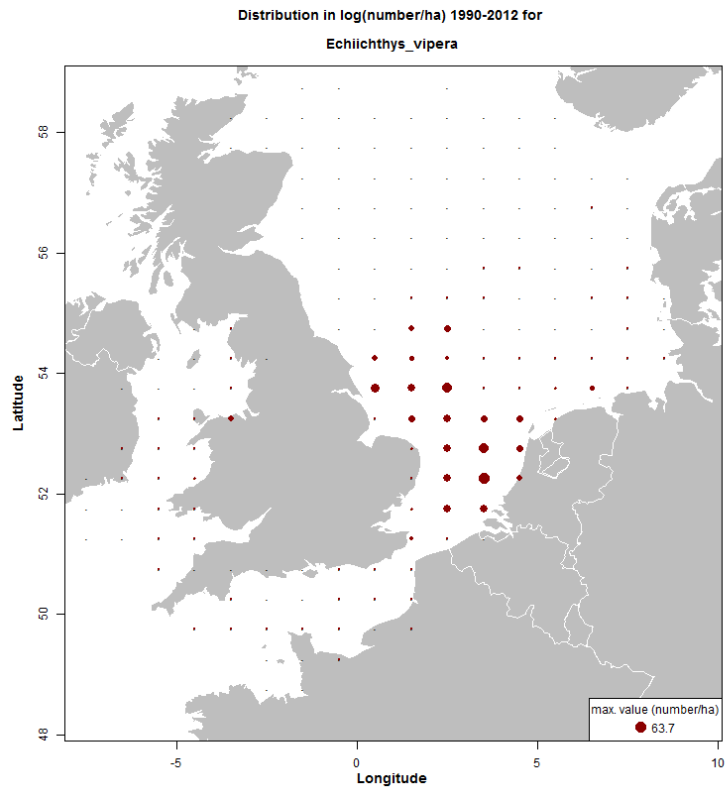 Distribution in log(number/ha) 1990-2012 for
Echiichthys_vipera
58
56
54
52
50
48
Latitude
-5
0
5
10
Longitude
max. value (number/ha)
63.7